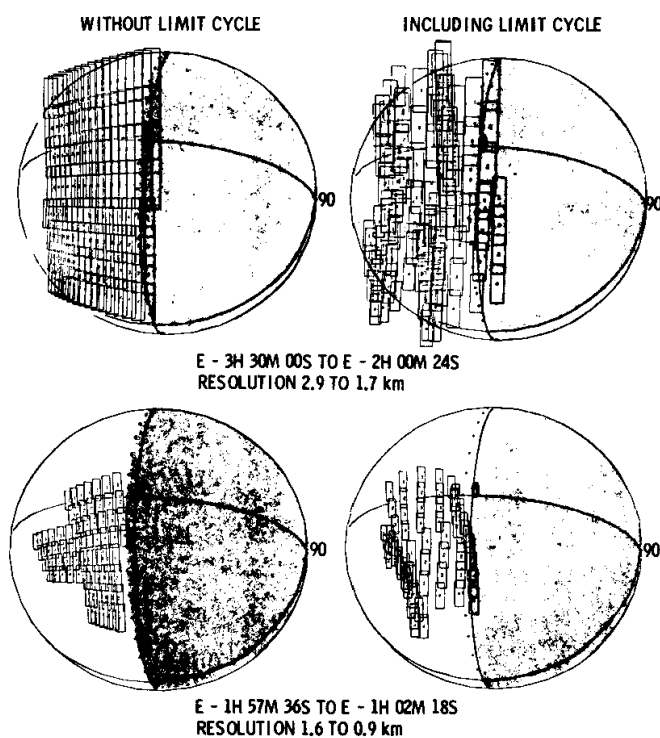 WITHOUT LIMIT CYCLE
INCLUDING LIMIT CYCLE
90
90
E - 3H 30M 00S TO E - 2H 00M 24S
RESOLUTION 2.9 TO 1.7 km
90
90
E - 1H 57M 36S TO E - 1H 02M 18S
RESOLUTION 1.6 TO 0.9 km